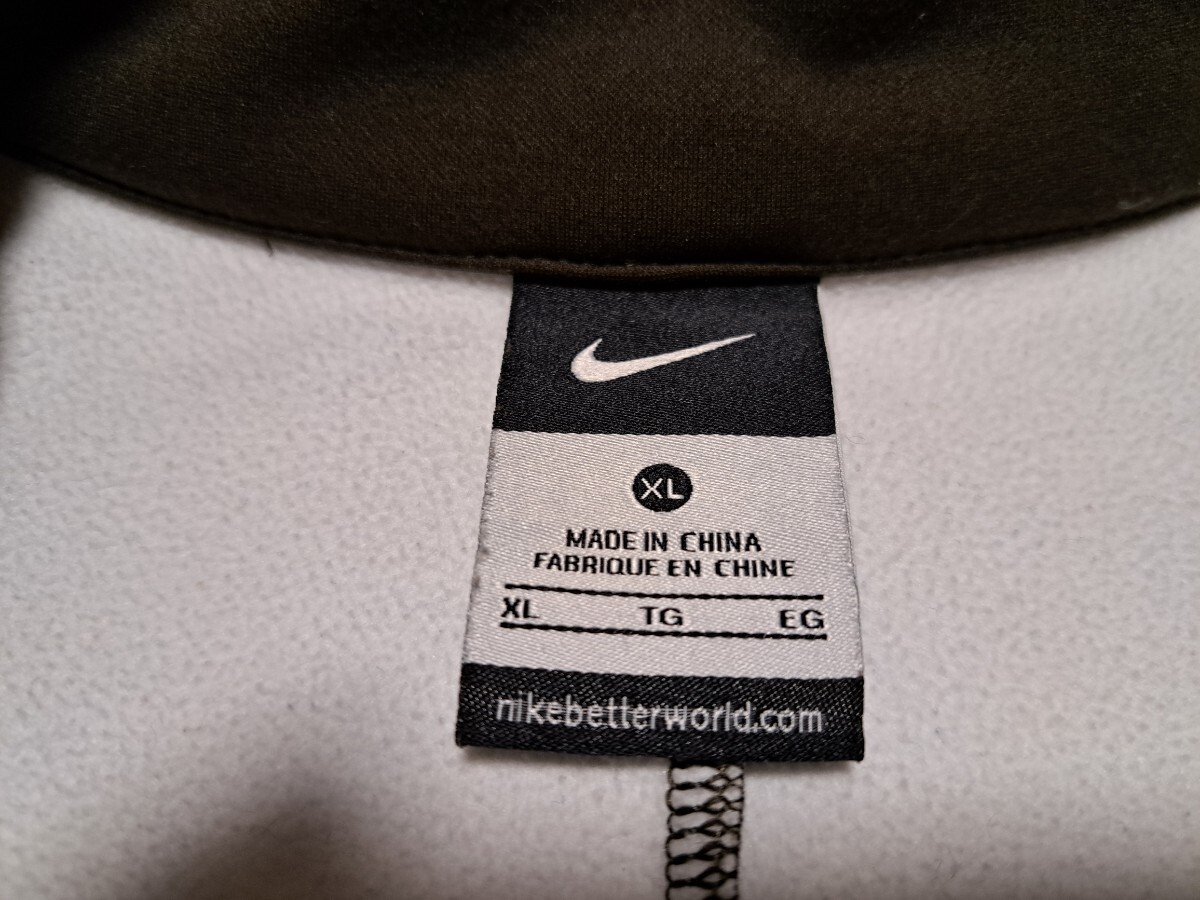 XL
MADE IN CHINA
FABRIQUE EN CHINE
XL TG EG
nikebetterworld.com